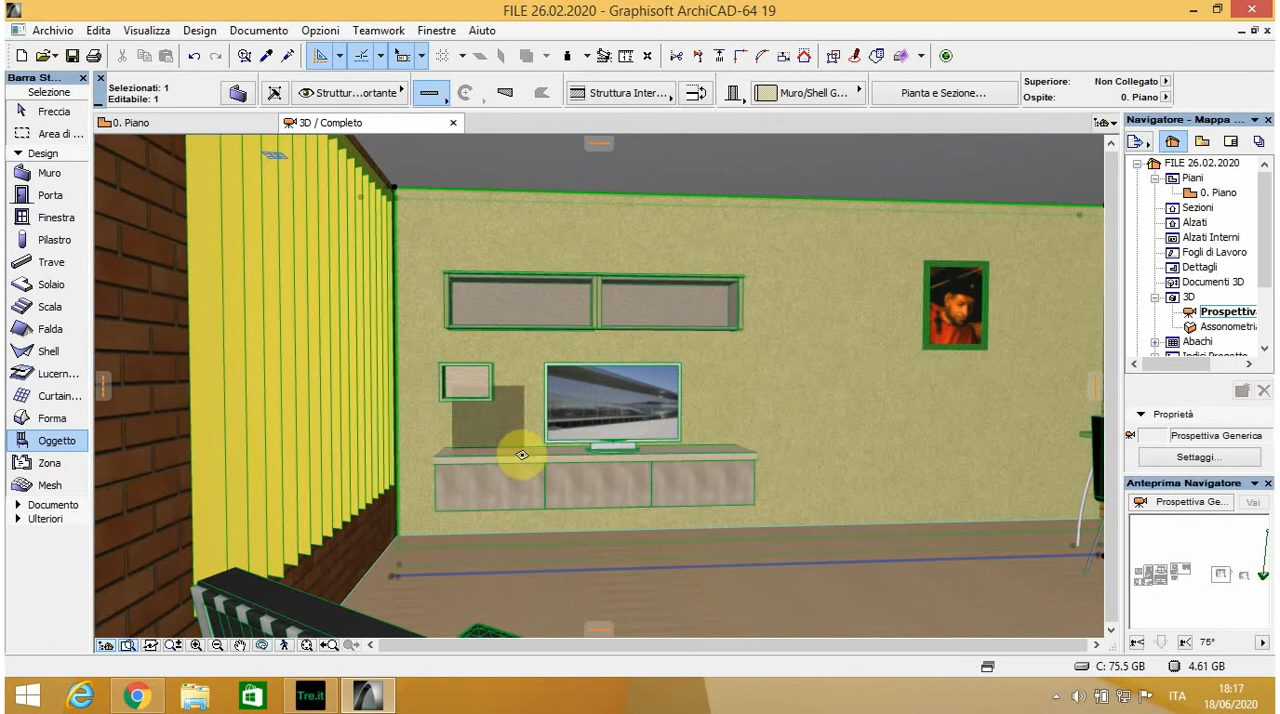 FILE 26.02.2020 - Graphisoft ArchiCAD-64 19
Archivio Edita Visualizza Design Documento Opzioni Teamwork Finestre Aiuto
Barra St...
Selezione
Freccia
Area di ...
Design
Muro
Porta
Finestra
Pilastro
Trave
Solaio
Scala
Falda
Shell
Lucern...
Curtain...
Forma
Oggetto
Zona
Mesh
Documento
Ulteriori
Selezionati: 1
Editabile: 1
Struttur...ortante
Struttura Inter...
Muro/Shell G...
Pianta e Sezione...
Superiore: Non Collegato
Ospite: 0. Piano
0. Piano
3D / Completo
Navigatore - Mappa ...
FILE 26.02.2020
Piani
0. Piano
Sezioni
Alzati
Alzati Interni
Fogli di Lavoro
Dettagli
Documenti 3D
3D
Prospettiv
Assonometri
Abachi
Indici Progetto
Proprietà
Prospettiva Generica
Settaggi...
Anteprima Navigatore
Prospettiva Ge...
Vai
75°
C: 75.5 GB
4.61 GB
Tre.it
ITA
18:17
18/06/2020